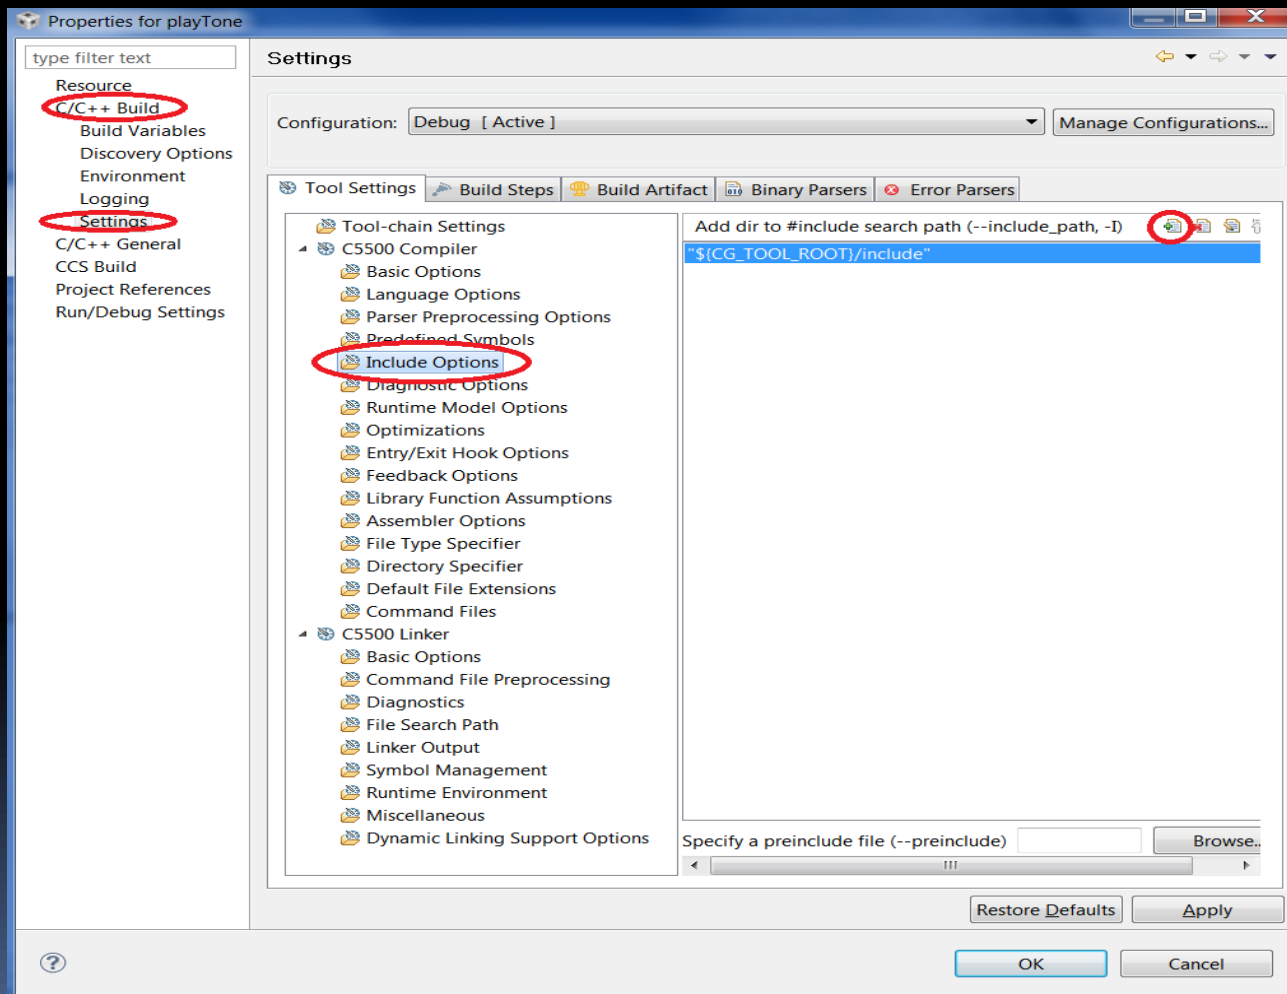 Properties for playTone
type filter text
Resource
C/C++ Build
Build Variables
Discovery Options
Environment
Logging
Settings
C/C++ General
CCS Build
Project References
Run/Debug Settings
Settings
Configuration: Debug [ Active ] Manage Configurations...
Tool Settings Build Steps Build Artifact Binary Parsers Error Parsers
Tool-chain Settings
C5500 Compiler
Basic Options
Language Options
Parser Preprocessing Options
Predefined Symbols
Include Options
Diagnostic Options
Runtime Model Options
Optimizations
Entry/Exit Hook Options
Feedback Options
Library Function Assumptions
Assembler Options
File Type Specifier
Directory Specifier
Default File Extensions
Command Files
C5500 Linker
Basic Options
Command File Preprocessing
Diagnostics
File Search Path
Linker Output
Symbol Management
Runtime Environment
Miscellaneous
Dynamic Linking Support Options
Add dir to #include search path (--include_path, -I)
"${CG_TOOL_ROOT}/include"
Specify a preinclude file (--preinclude) Browse..
Restore Defaults Apply
? OK Cancel